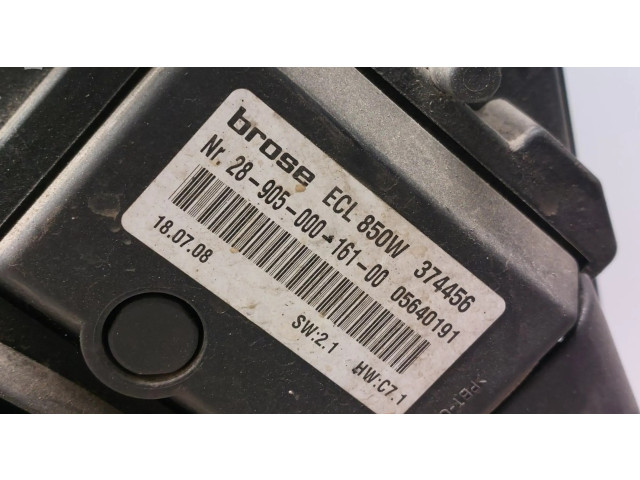 brose ECL 850W 374456
Nr. 28-905-000-161-00 05640191
18.07.08
SW:2.1 HW:C7.1